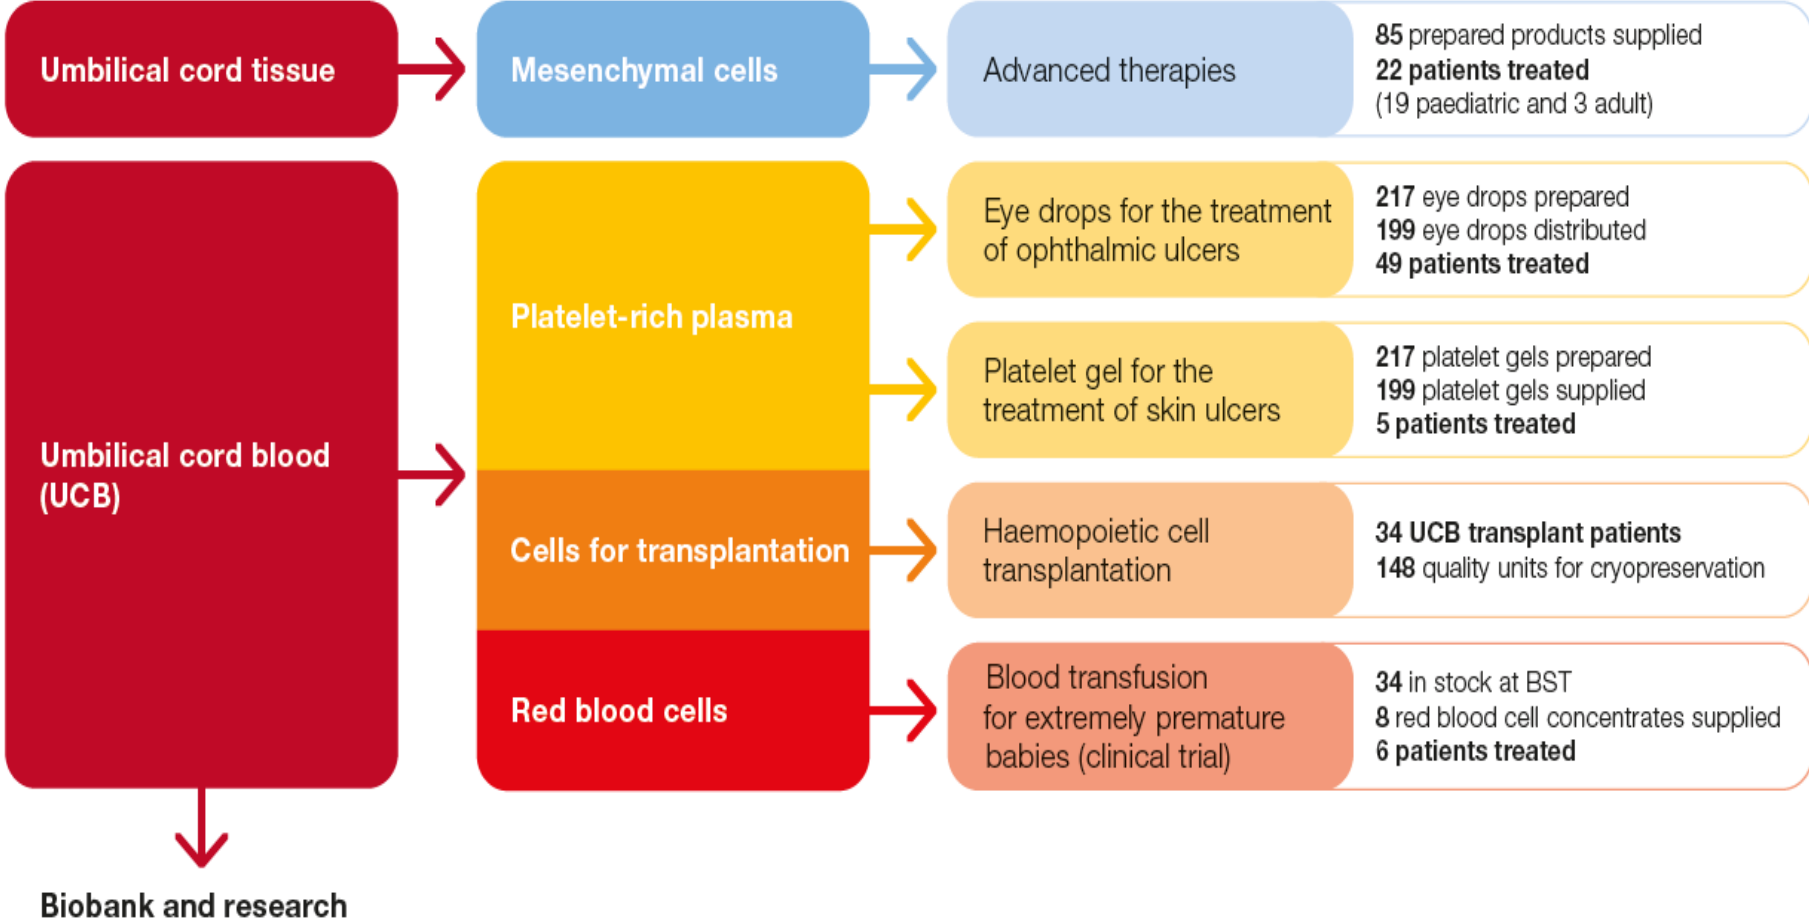 Umbilical cord tissue
Mesenchymal cells
Advanced therapies
85 prepared products supplied
22 patients treated
(19 paediatric and 3 adult)
Umbilical cord blood
(UCB)
Platelet-rich plasma
Eye drops for the treatment
of ophthalmic ulcers
217 eye drops prepared
199 eye drops distributed
49 patients treated
Platelet gel for the
treatment of skin ulcers
217 platelet gels prepared
199 platelet gels supplied
5 patients treated
Cells for transplantation
Haemopoietic cell
transplantation
34 UCB transplant patients
148 quality units for cryopreservation
Red blood cells
Blood transfusion
for extremely premature
babies (clinical trial)
34 in stock at BST
8 red blood cell concentrates supplied
6 patients treated
Biobank and research